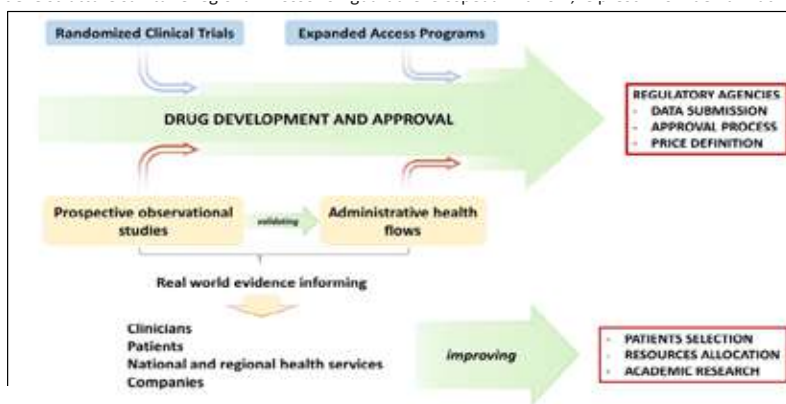 Randomized Clinical Trials
Expanded Access Programs
DRUG DEVELOPMENT AND APPROVAL
REGULATORY AGENCIES
- DATA SUBMISSION
- APPROVAL PROCESS
- PRICE DEFINITION
Prospective observational
studies
validating
Administrative health
flows
Real world evidence informing
Clinicians
Patients
National and regional health services
Companies
improving
- PATIENTS SELECTION
- RESOURCES ALLOCATION
- ACADEMIC RESEARCH